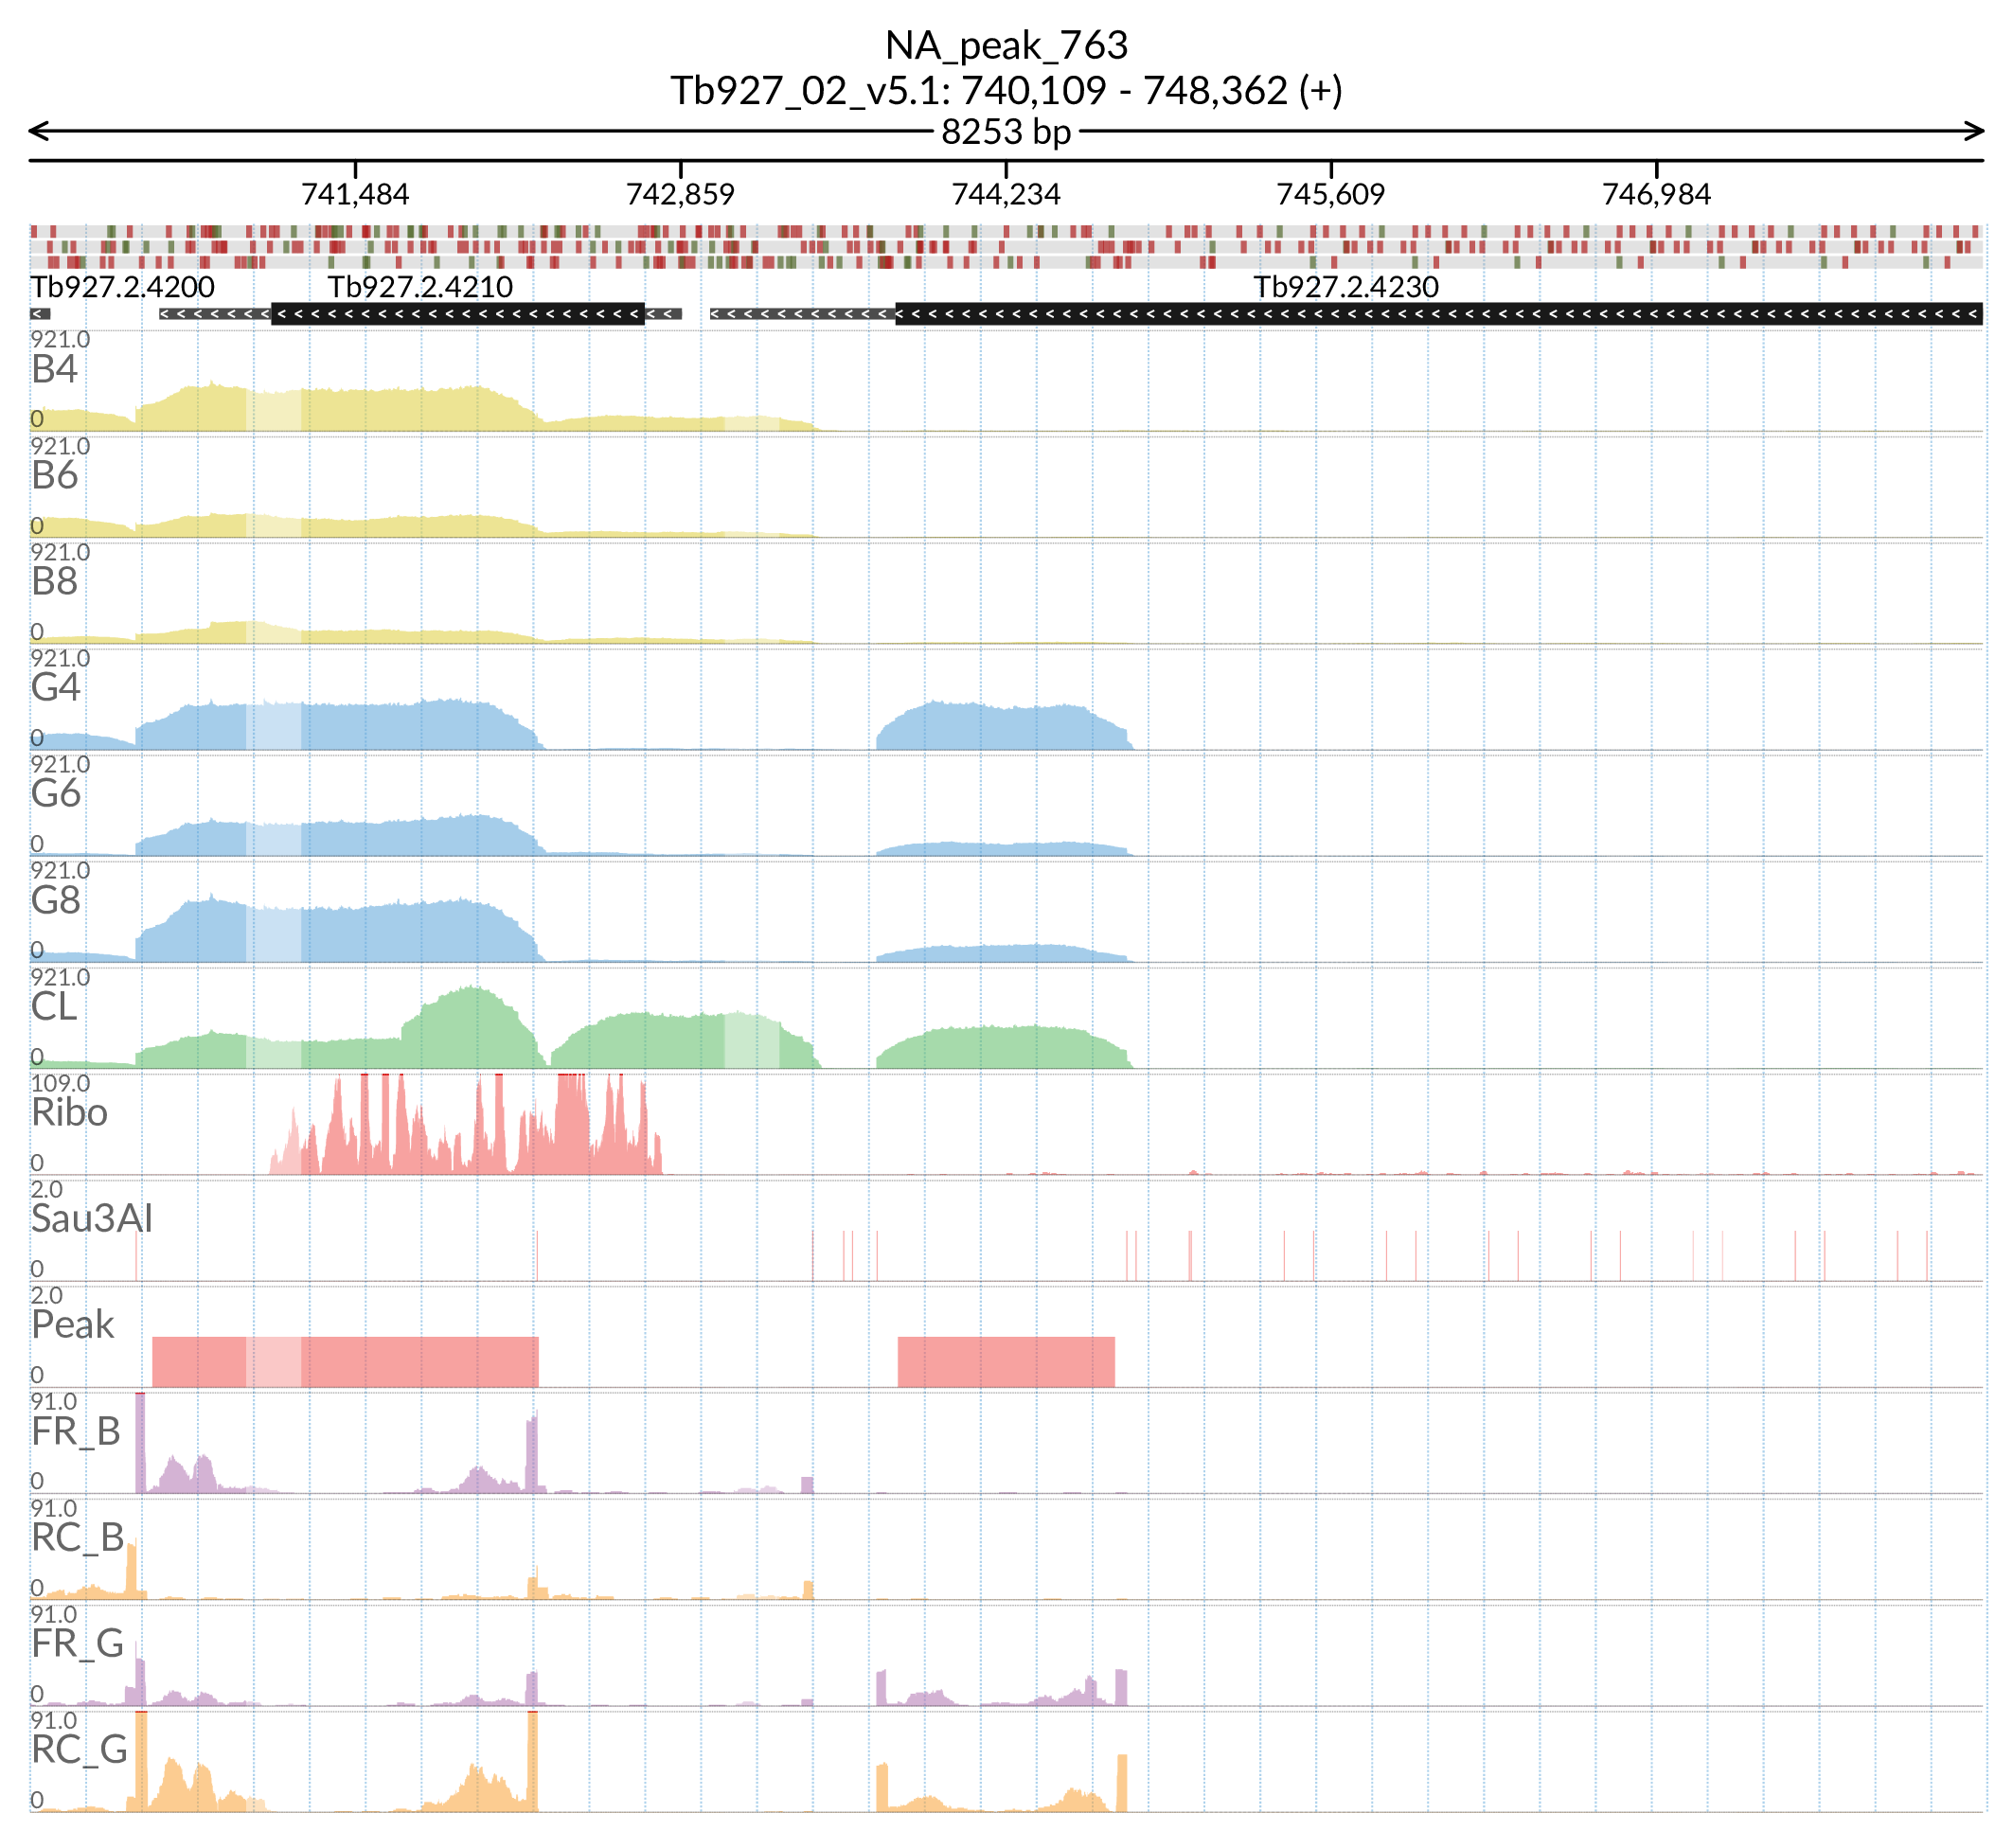 NA_peak_763
Tb927_02_v5.1: 740,109 - 748,362 (+)
8253 bp
741,484 742,859 744,234 745,609 746,984
Tb927.2.4200 Tb927.2.4210 Tb927.2.4230
921.0
B4
0
921.0
B6
0
921.0
B8
0
921.0
G4
0
921.0
G6
0
921.0
G8
0
921.0
CL
0
109.0
Ribo
0
2.0
Sau3AI
0
2.0
Peak
0
91.0
FR_B
0
91.0
RC_B
0
91.0
FR_G
0
91.0
RC_G
0